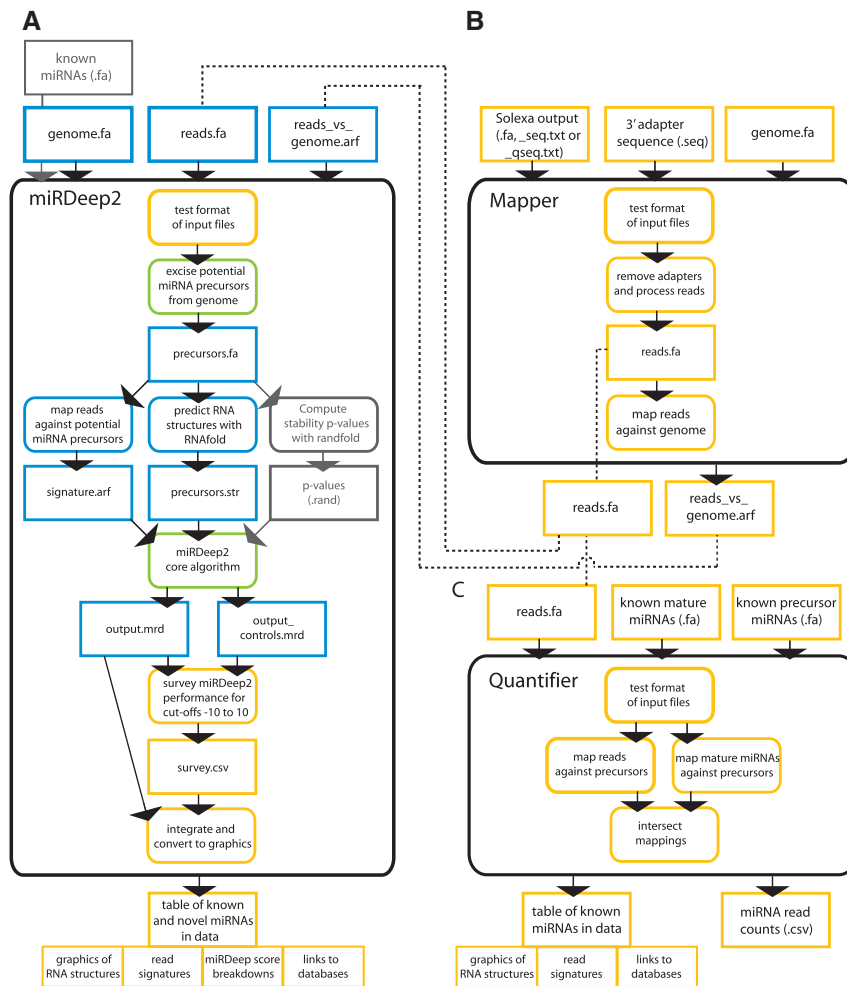 A
known
miRNAs (.fa)
genome.fa
reads.fa
reads_vs_
genome.arf
miRDeep2
test format
of input files
excise potential
miRNA precursors
from genome
precursors.fa
map reads
against potential
miRNA precursors
predict RNA
structures with
RNAfold
Compute
stability p-values
with randfold
signature.arf
precursors.str
p-values
(.rand)
miRDeep2
core algorithm
output.mrd
output_
controls.mrd
survey miRDeep2
performance for
cut-offs -10 to 10
survey.csv
integrate and
convert to graphics
table of known
and novel miRNAs
in data
graphics of
RNA structures
read
signatures
miRDeep score
breakdowns
links to
databases
B
Solexa output
(.fa, _seq.txt or
_qseq.txt)
3' adapter
sequence (.seq)
genome.fa
Mapper
test format
of input files
remove adapters
and process reads
reads.fa
map reads
against genome
reads.fa
reads_vs_
genome.arf
C
reads.fa
known mature
miRNAs (.fa)
known precursor
miRNAs (.fa)
Quantifier
test format
of input files
map reads
against precursors
map mature miRNAs
against precursors
intersect
mappings
table of known
miRNAs in data
miRNA read
counts (.csv)
graphics of
RNA structures
read
signatures
links to
databases